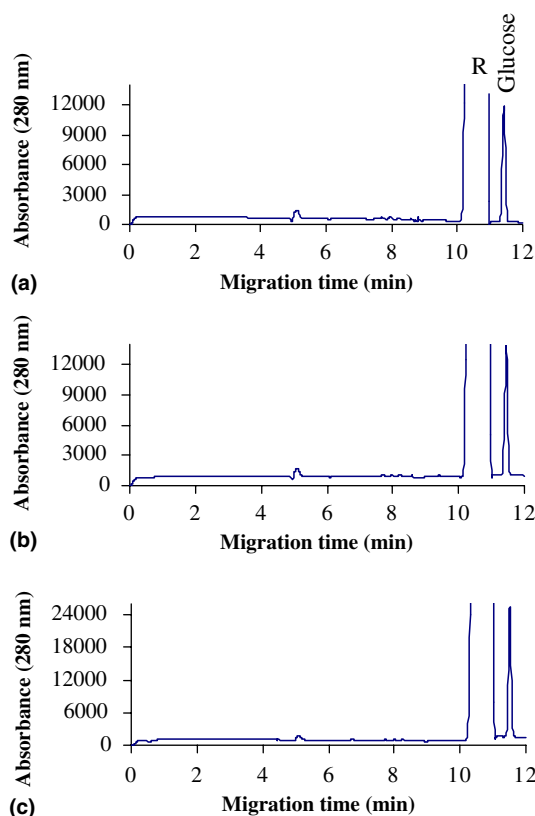 R
Glucose
Absorbance (280 nm)
12000
9000
6000
3000
0
0 2 4 6 8 10 12
(a)
Migration time (min)
Absorbance (280 nm)
12000
9000
6000
3000
0
0 2 4 6 8 10 12
(b)
Migration time (min)
Absorbance (280 nm)
24000
18000
12000
6000
0
0 2 4 6 8 10 12
(c)
Migration time (min)